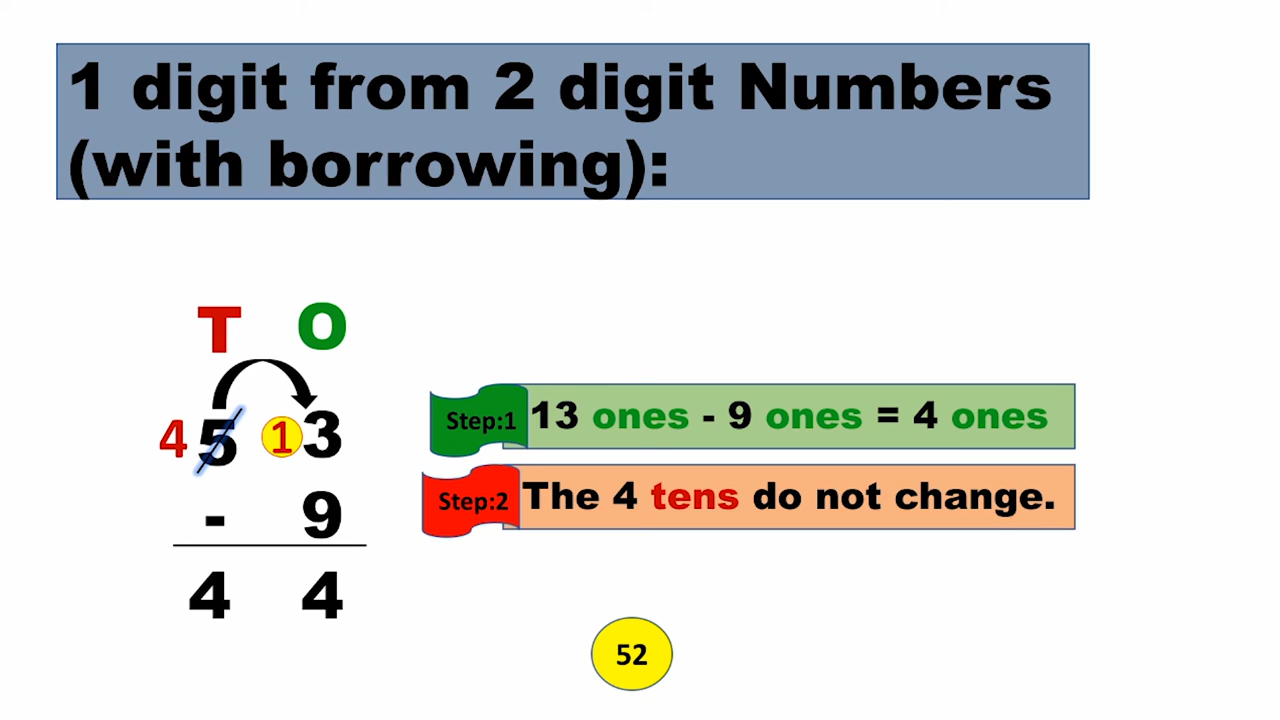 1 digit from 2 digit Numbers
(with borrowing):
T O
4 5 1 3
- 9
4 4
Step:1 13 ones - 9 ones = 4 ones
Step:2 The 4 tens do not change.
52